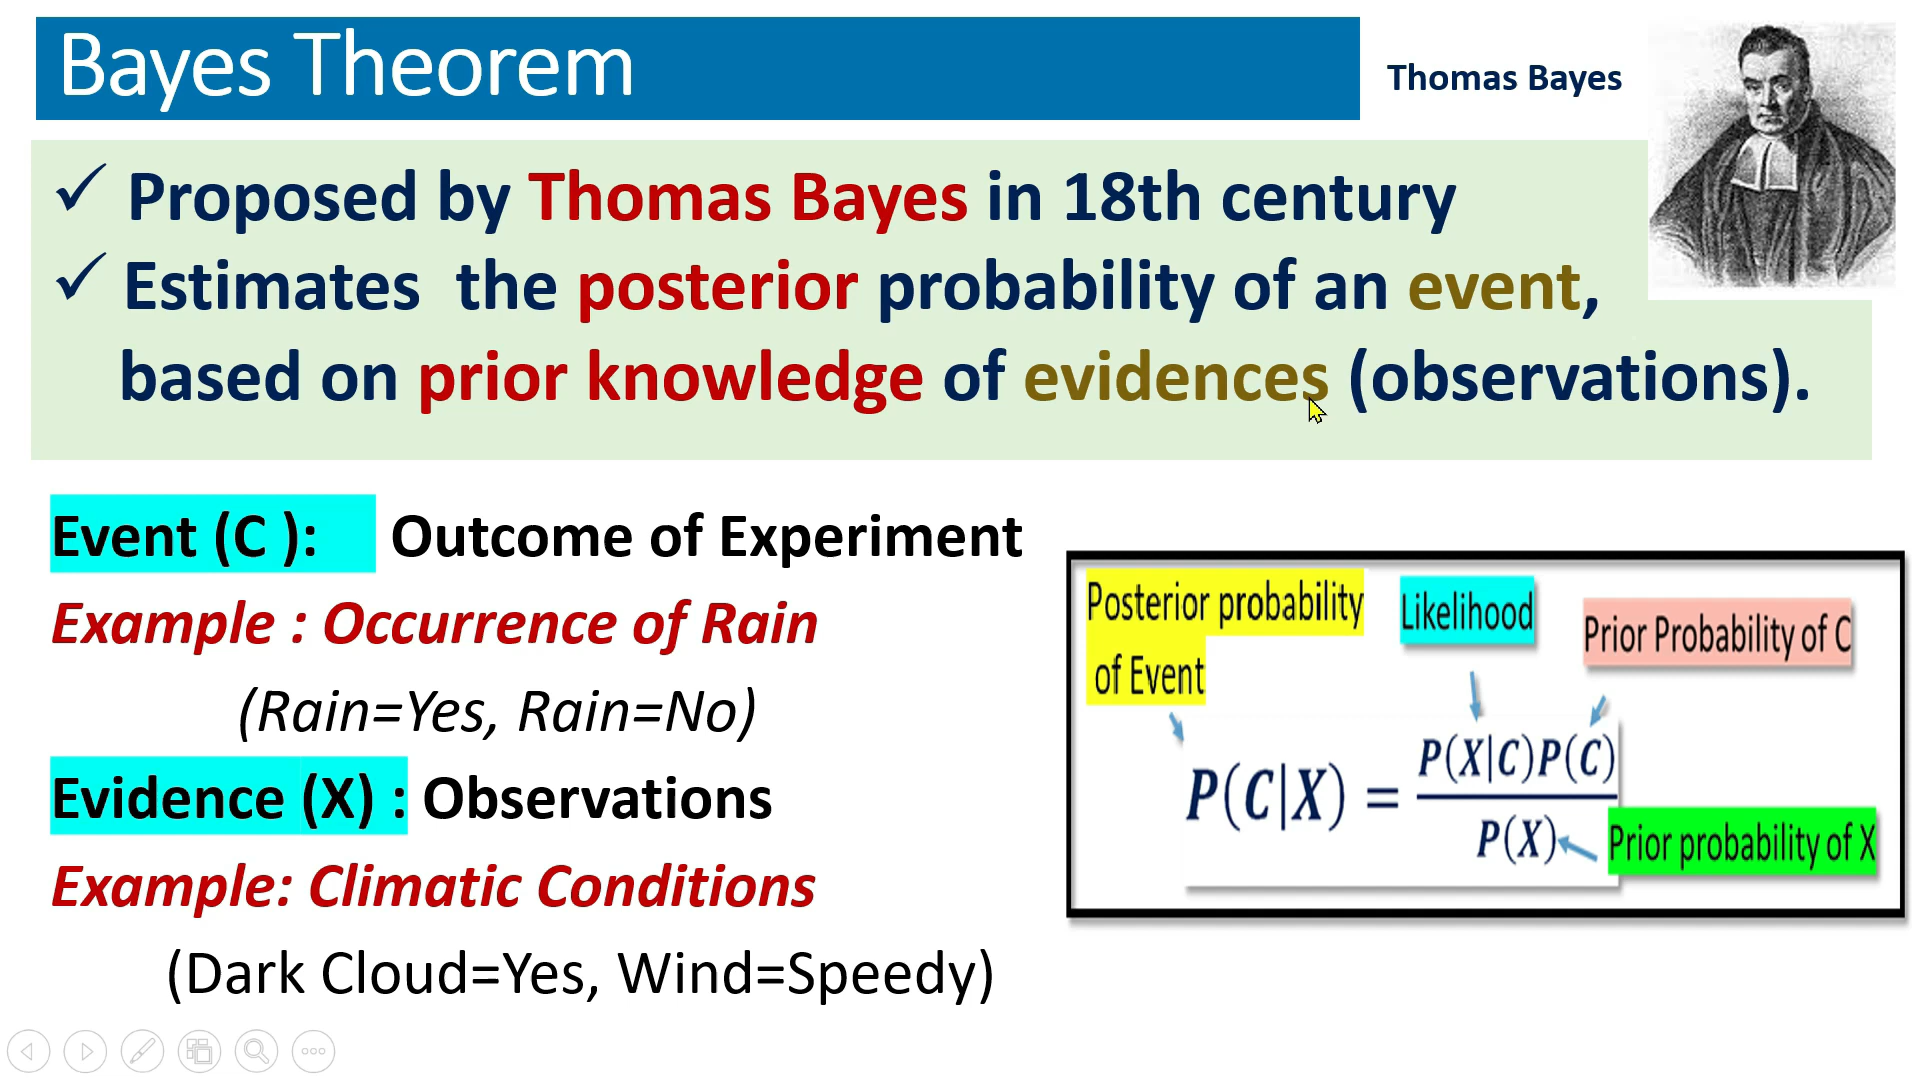 Bayes Theorem
Thomas Bayes
✓ Proposed by Thomas Bayes in 18th century
✓ Estimates the posterior probability of an event,
based on prior knowledge of evidences (observations).
Event (C ): Outcome of Experiment
Example : Occurrence of Rain
(Rain=Yes, Rain=No)
Evidence (X) : Observations
Example: Climatic Conditions
(Dark Cloud=Yes, Wind=Speedy)
Posterior probability
of Event
Likelihood
Prior Probability of C
P(C|X) = P(X|C)P(C)
P(X)
Prior probability of X